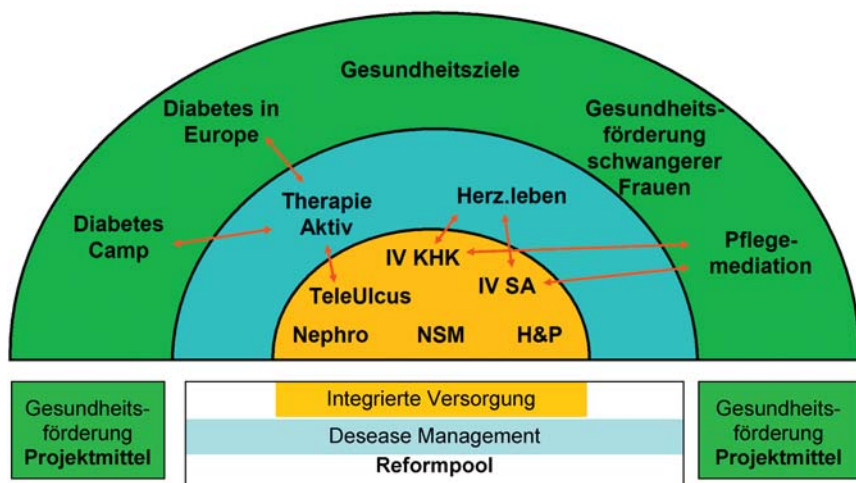 Gesundheitsziele
Diabetes in
Europe
Gesundheits-
förderung
schwangerer
Frauen
Diabetes
Camp
Therapie
Aktiv
Herz.leben
Pflege-
mediation
IV KHK
TeleUlcus
IV SA
Nephro
NSM
H&P
Gesundheits-
förderung
Projektmittel
Integrierte Versorgung
Desease Management
Reformpool
Gesundheits-
förderung
Projektmittel